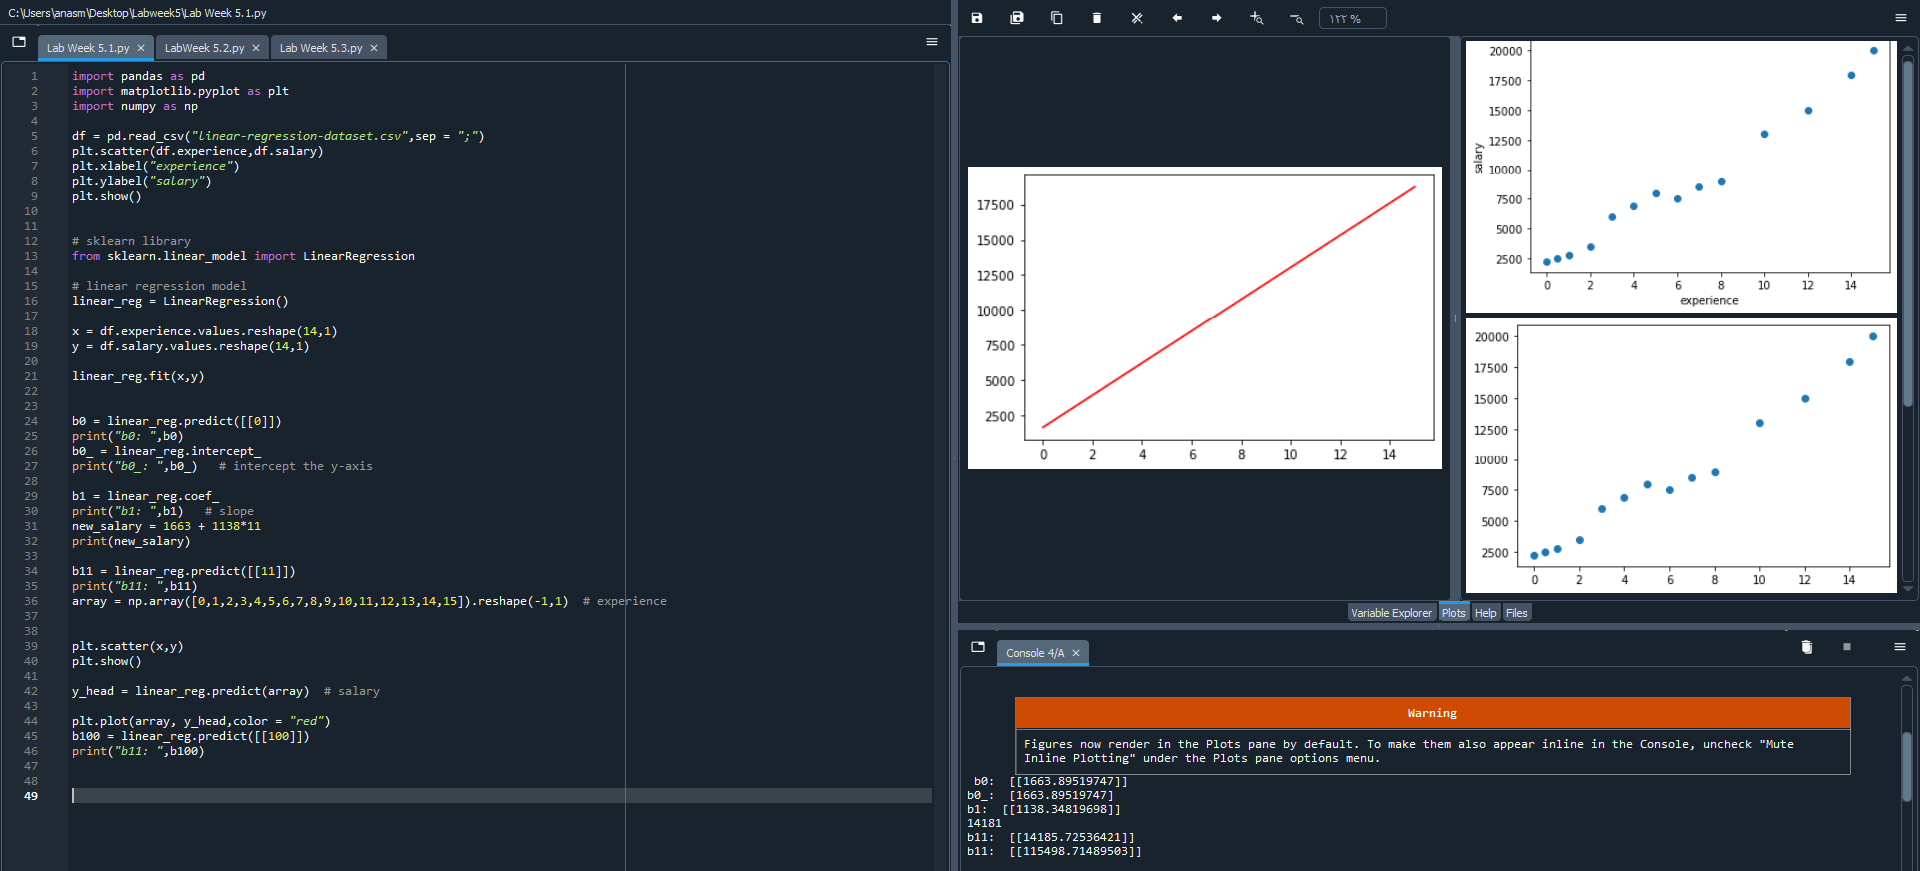 C:\Users\anasm\Desktop\Labweek5\Lab Week 5.1.py
Lab Week 5.1.py
LabWeek 5.2.py
Lab Week 5.3.py
1 import pandas as pd
2 import matplotlib.pyplot as plt
3 import numpy as np
4
5 df = pd.read_csv("linear-regression-dataset.csv",sep = ";")
6 plt.scatter(df.experience,df.salary)
7 plt.xlabel("experience")
8 plt.ylabel("salary")
9 plt.show()
10
11
12 # sklearn library
13 from sklearn.linear_model import LinearRegression
14
15 # linear regression model
16 linear_reg = LinearRegression()
17
18 x = df.experience.values.reshape(14,1)
19 y = df.salary.values.reshape(14,1)
20
21 linear_reg.fit(x,y)
22
23
24 b0 = linear_reg.predict([[0]])
25 print("b0: ",b0)
26 b0_ = linear_reg.intercept_
27 print("b0_: ",b0_)   # intercept the y-axis
28
29 b1 = linear_reg.coef_
30 print("b1: ",b1)   # slope
31 new_salary = 1663 + 1138*11
32 print(new_salary)
33
34 b11 = linear_reg.predict([[11]])
35 print("b11: ",b11)
36 array = np.array([0,1,2,3,4,5,6,7,8,9,10,11,12,13,14,15]).reshape(-1,1)  # experience
37
38
39 plt.scatter(x,y)
40 plt.show()
41
42 y_head = linear_reg.predict(array)  # salary
43
44 plt.plot(array, y_head,color = "red")
45 b100 = linear_reg.predict([[100]])
46 print("b11: ",b100)
47
48
49
١٢٢ %
17500
15000
12500
10000
7500
5000
2500
0 2 4 6 8 10 12 14
20000
17500
15000
12500
10000
7500
5000
2500
salary
0 2 4 6 8 10 12 14
experience
20000
17500
15000
12500
10000
7500
5000
2500
0 2 4 6 8 10 12 14
Variable Explorer
Plots
Help
Files
Console 4/A
Warning
Figures now render in the Plots pane by default. To make them also appear inline in the Console, uncheck "Mute
Inline Plotting" under the Plots pane options menu.
b0:  [[1663.89519747]]
b0_:  [1663.89519747]
b1:  [[1138.34819698]]
14181
b11:  [[14185.72536421]]
b11:  [[115498.71489503]]